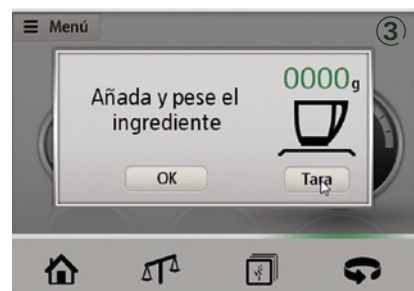 Menú
③
0000g
Añada y pese el
ingrediente
OK
Tara